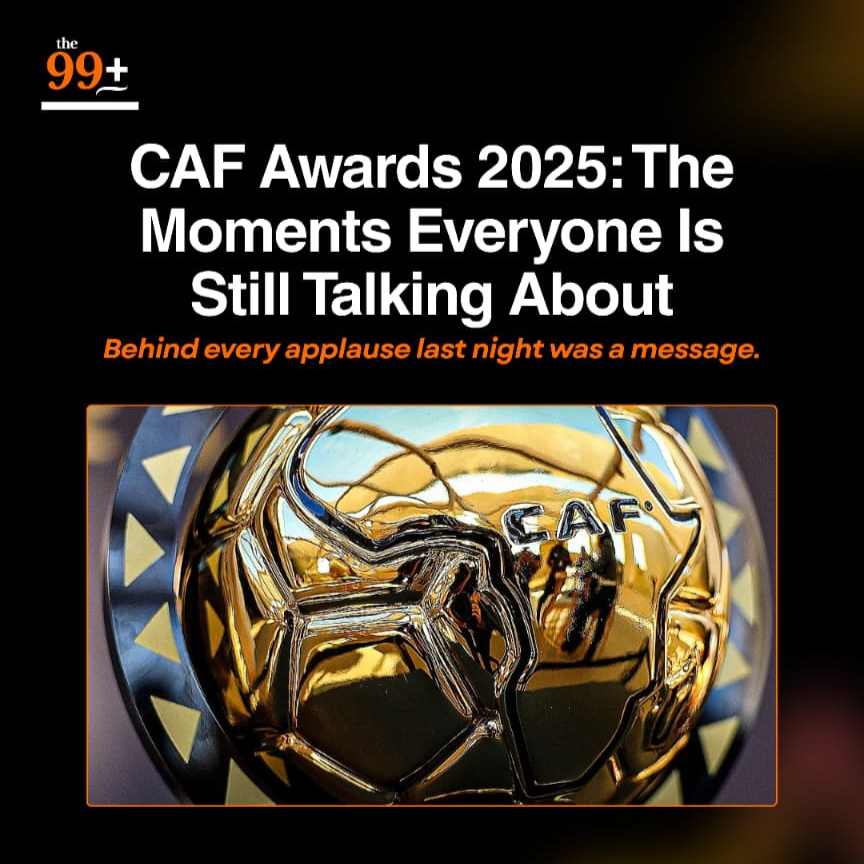 the
99+
CAF Awards 2025: The
Moments Everyone Is
Still Talking About
Behind every applause last night was a message.
CAF